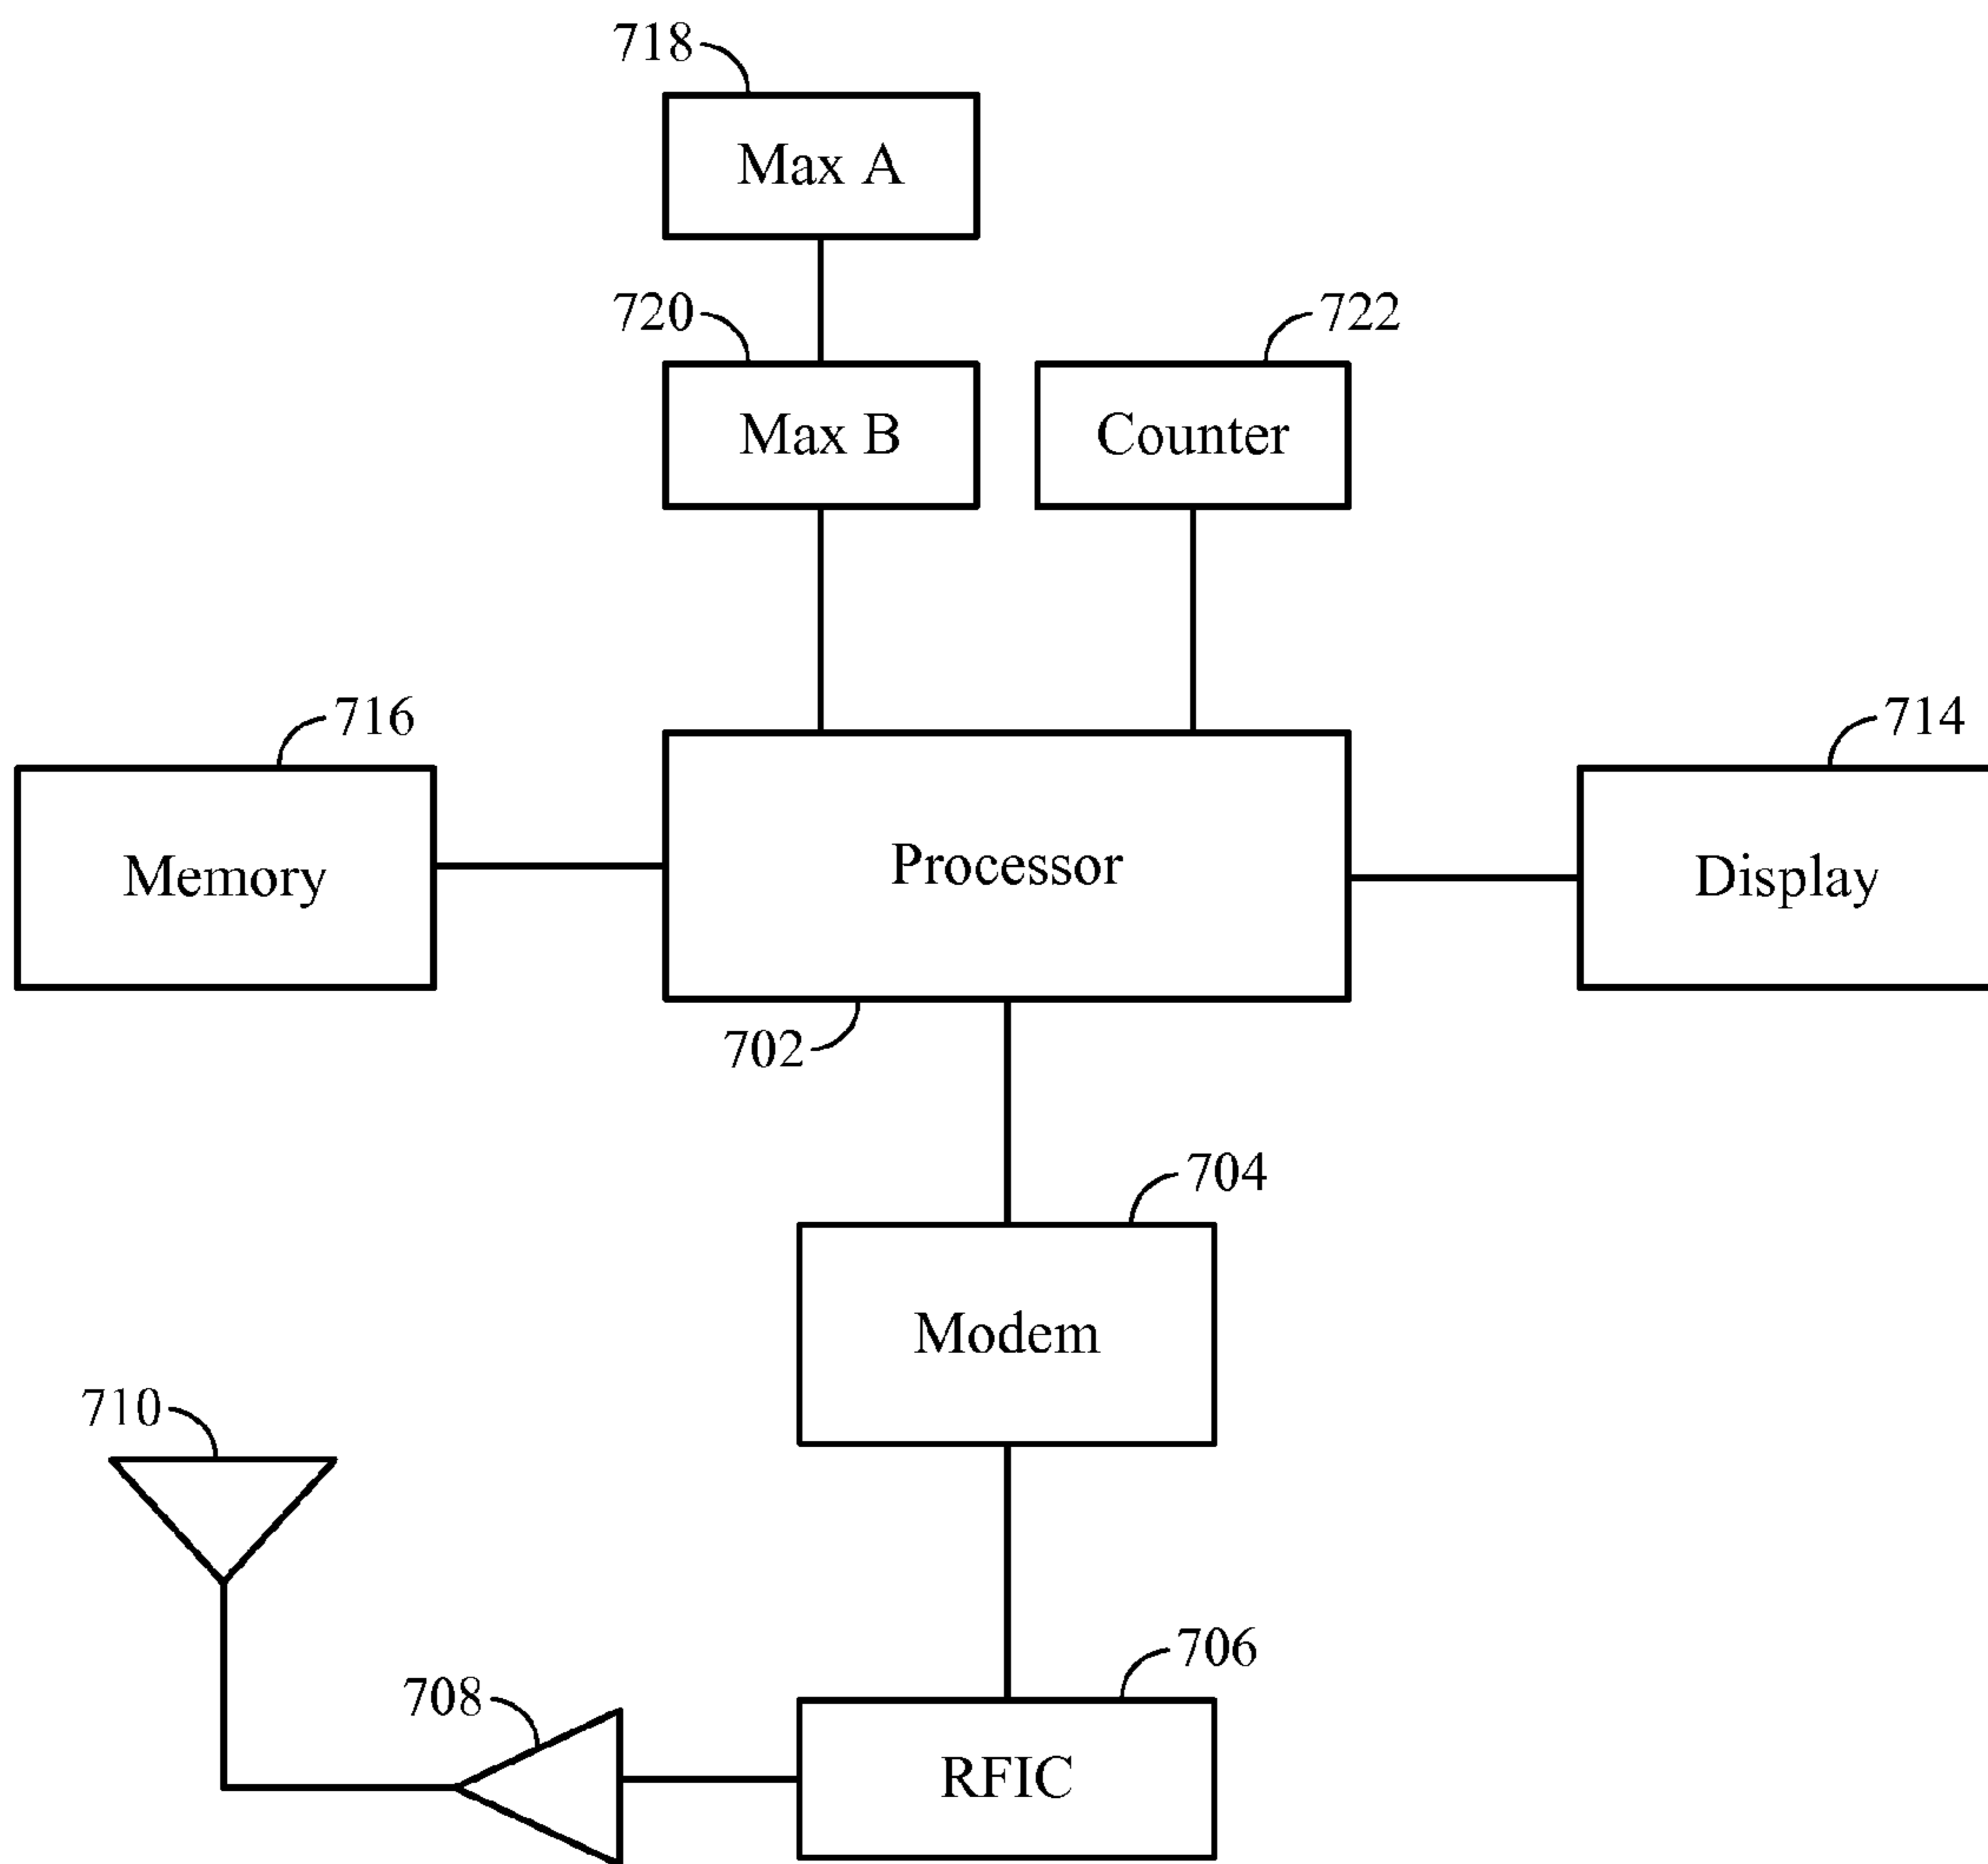 718
Max A
720
722
Max B
Counter
716
714
Memory
Processor
Display
702
704
Modem
710
706
708
RFIC